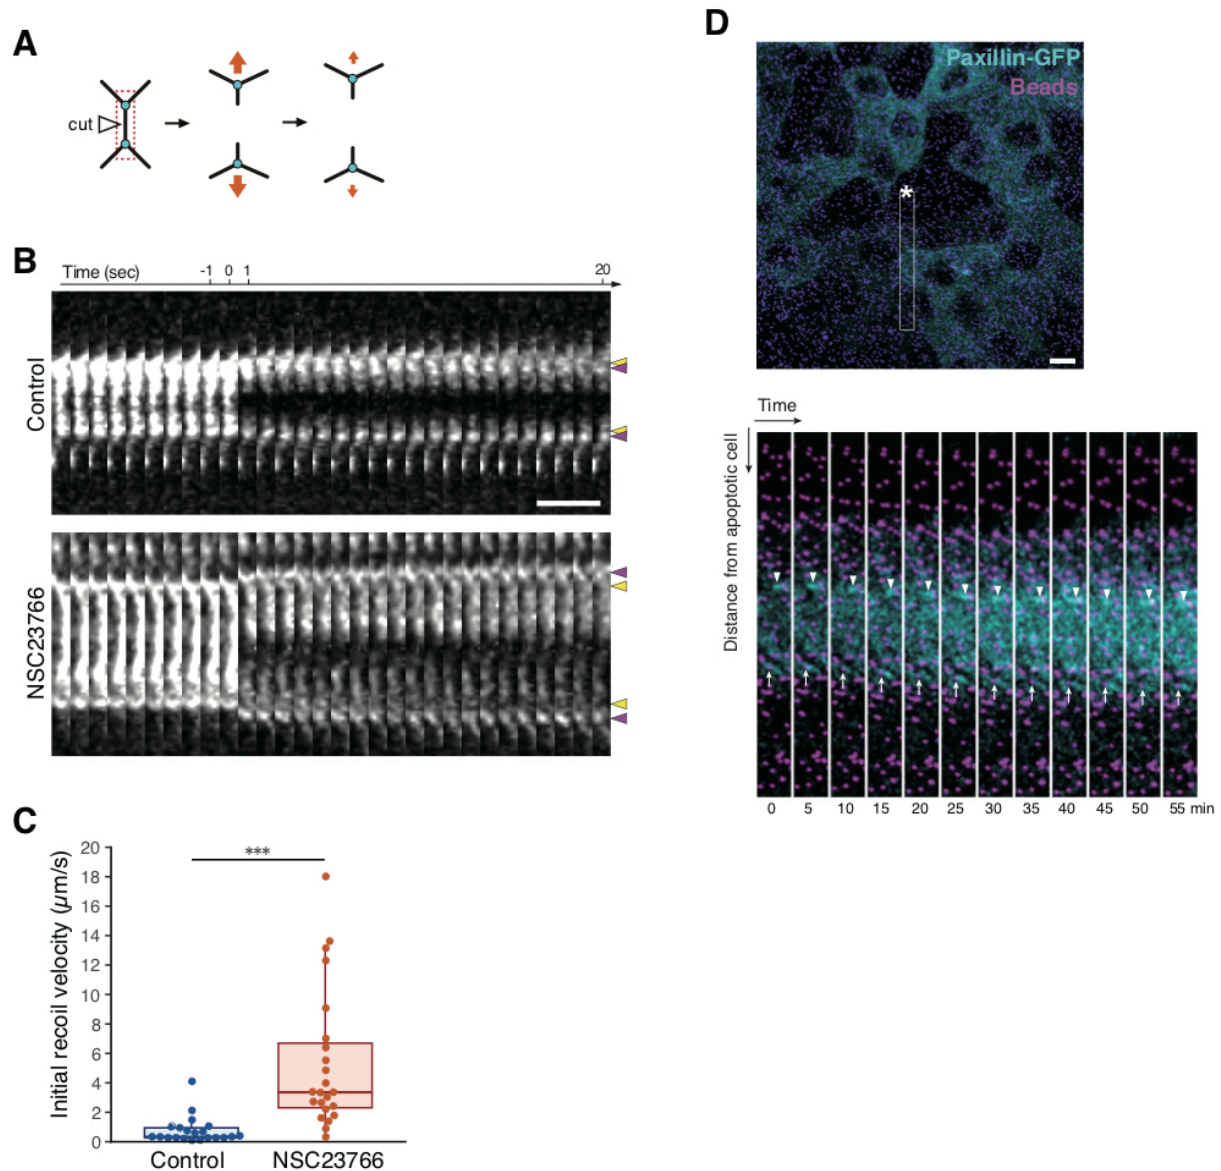 A
cut
B
Time (sec)
-1 0 1 20
Control
NSC23766
C
***
Initial recoil velocity (µm/s)
20
18
16
14
12
10
8
6
4
2
0
Control NSC23766
D
Paxillin-GFP
Beads
*
Time
Distance from apoptotic cell
0 5 10 15 20 25 30 35 40 45 50 55 min